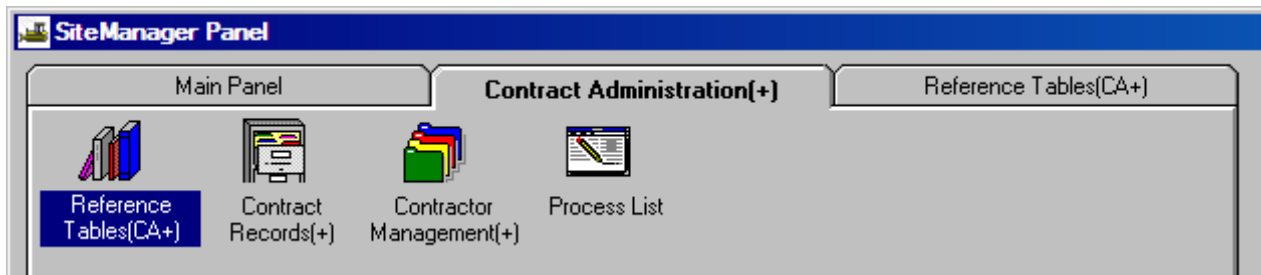 SiteManager Panel
Main Panel
Contract Administration(+)
Reference Tables(CA+)
Reference
Tables(CA+)
Contract
Records(+)
Contractor
Management(+)
Process List